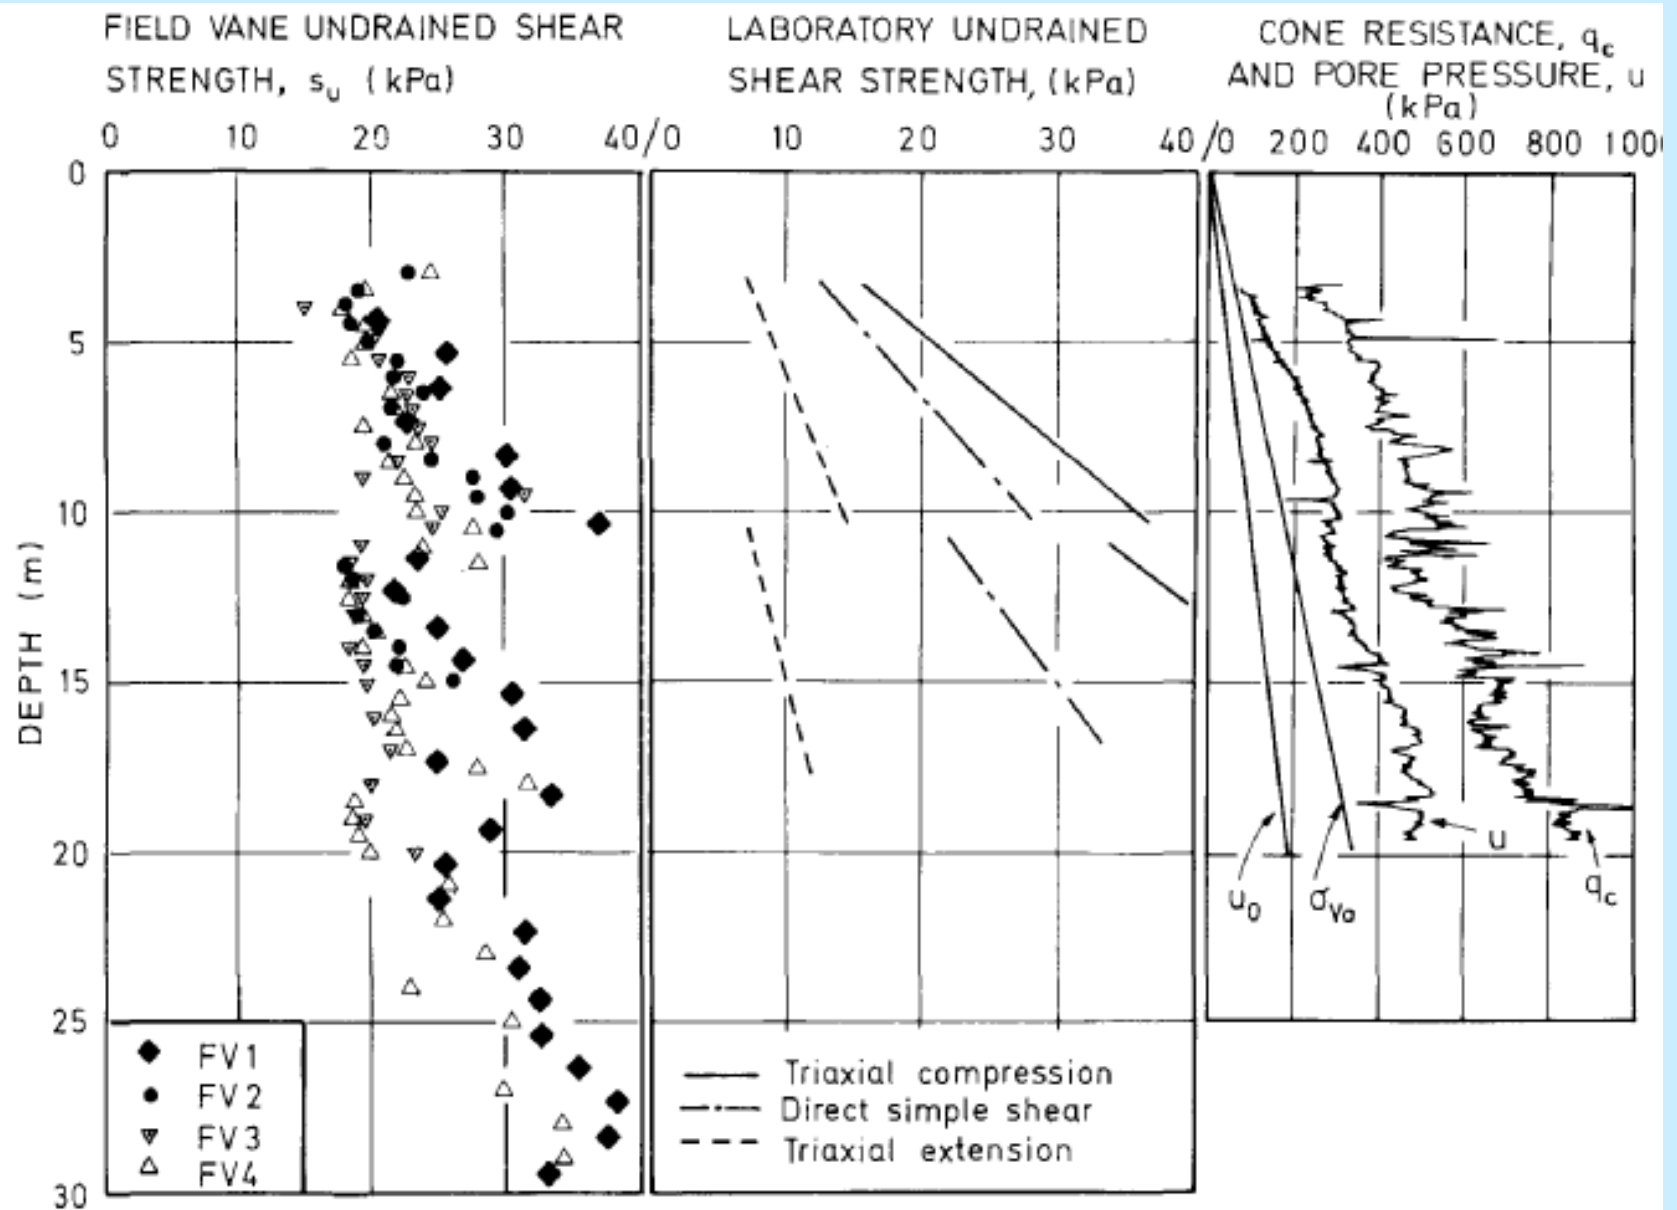 FIELD VANE UNDRAINED SHEAR
STRENGTH, su (kPa)
LABORATORY UNDRAINED
SHEAR STRENGTH, (kPa)
CONE RESISTANCE, qc
AND PORE PRESSURE, u
(kPa)
0 10 20 30 40/0 10 20 30 40 /0 200 400 600 800 100
DEPTH (m)
0
5
10
15
20
25
30
FV1
FV2
FV3
FV4
Triaxial compression
Direct simple shear
Triaxial extension
u0
σvo
u
qc